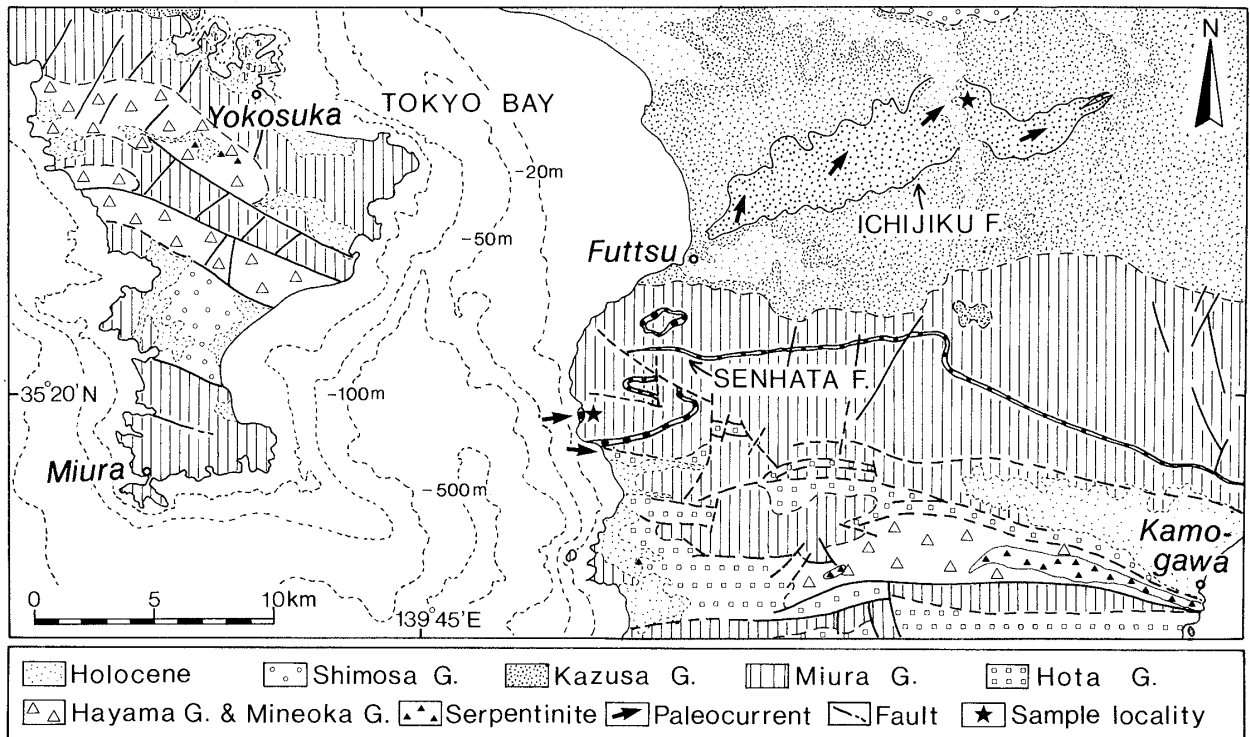 N
Yokosuka
TOKYO BAY
-20m
ICHIJIKU F.
-50m
Futtsu
SENHATA F.
35°20' N
-100m
Miura
-500m
Kamo-
gawa
0 5 10km
139°45' E
Holocene Shimosa G. Kazusa G. Miura G. Hota G.
Hayama G. & Mineoka G. Serpentinite Paleocurrent Fault Sample locality